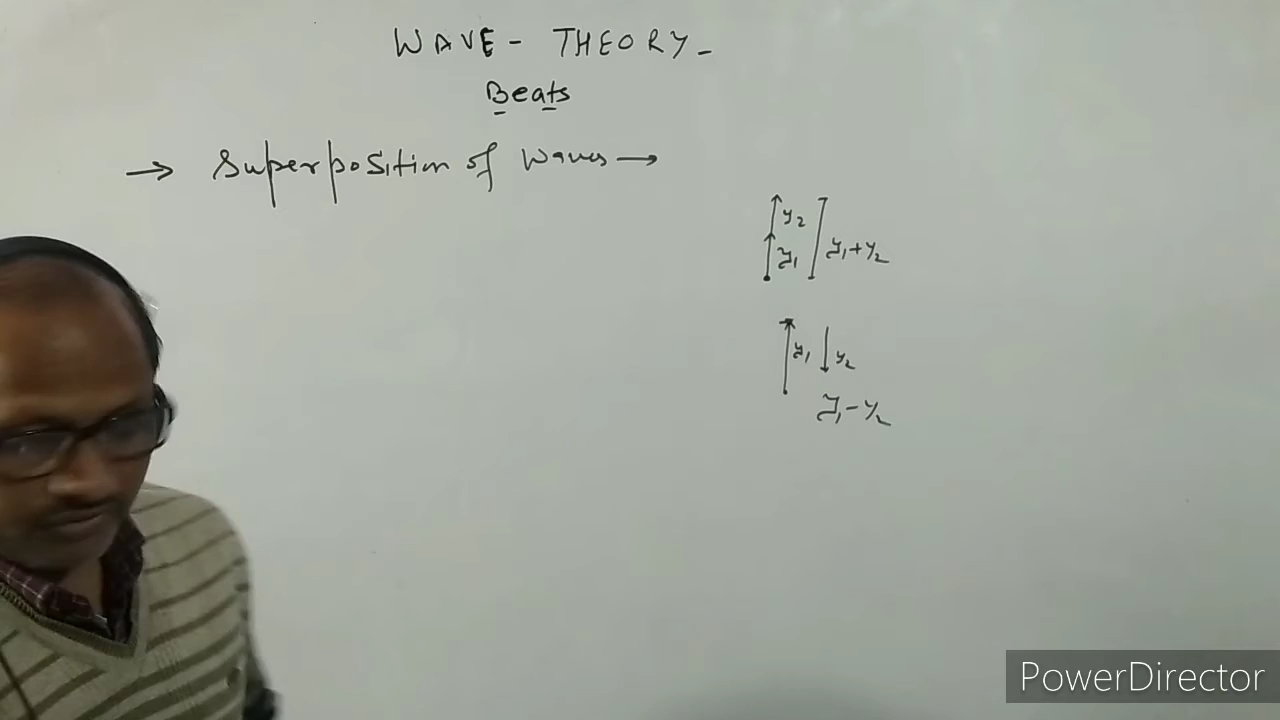 WAVE - THEORY -
Beats
→ Superposition of waves →
y₂
y₁
y₁+y₂
y₁
y₂
y₁-y₂
PowerDirector